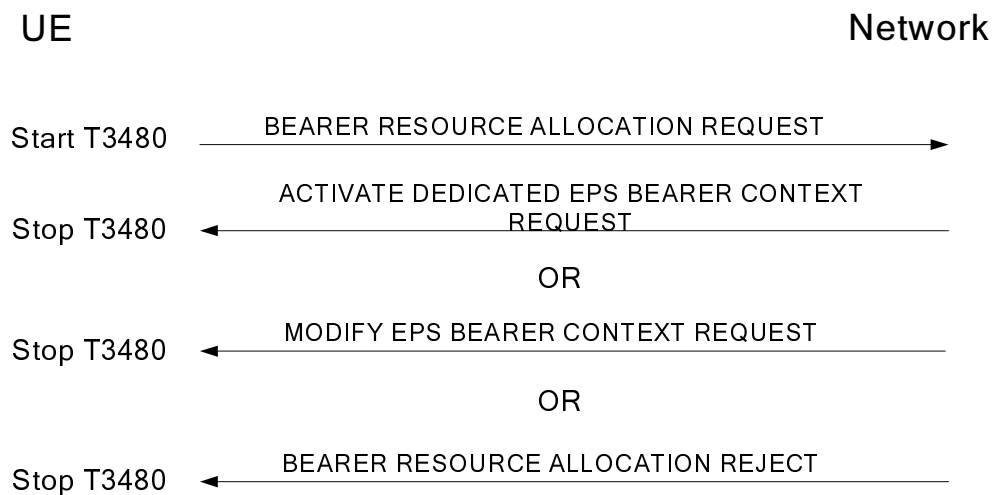 UE
Network
Start T3480
BEARER RESOURCE ALLOCATION REQUEST
ACTIVATE DEDICATED EPS BEARER CONTEXT
REQUEST
Stop T3480
OR
MODIFY EPS BEARER CONTEXT REQUEST
Stop T3480
OR
BEARER RESOURCE ALLOCATION REJECT
Stop T3480